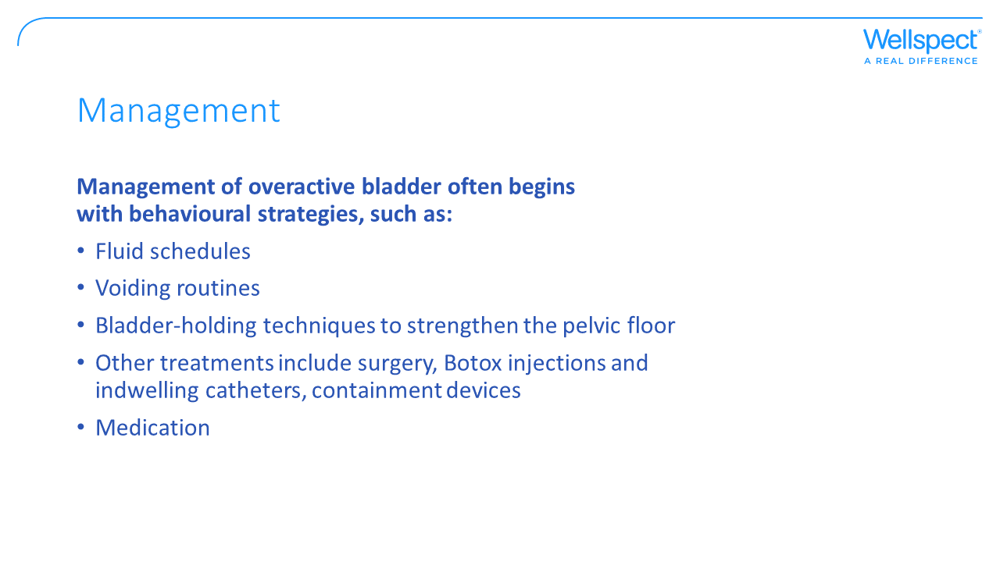 Wellspect®
A REAL DIFFERENCE
Management
Management of overactive bladder often begins
with behavioural strategies, such as:
• Fluid schedules
• Voiding routines
• Bladder-holding techniques to strengthen the pelvic floor
• Other treatments include surgery, Botox injections and
indwelling catheters, containment devices
• Medication